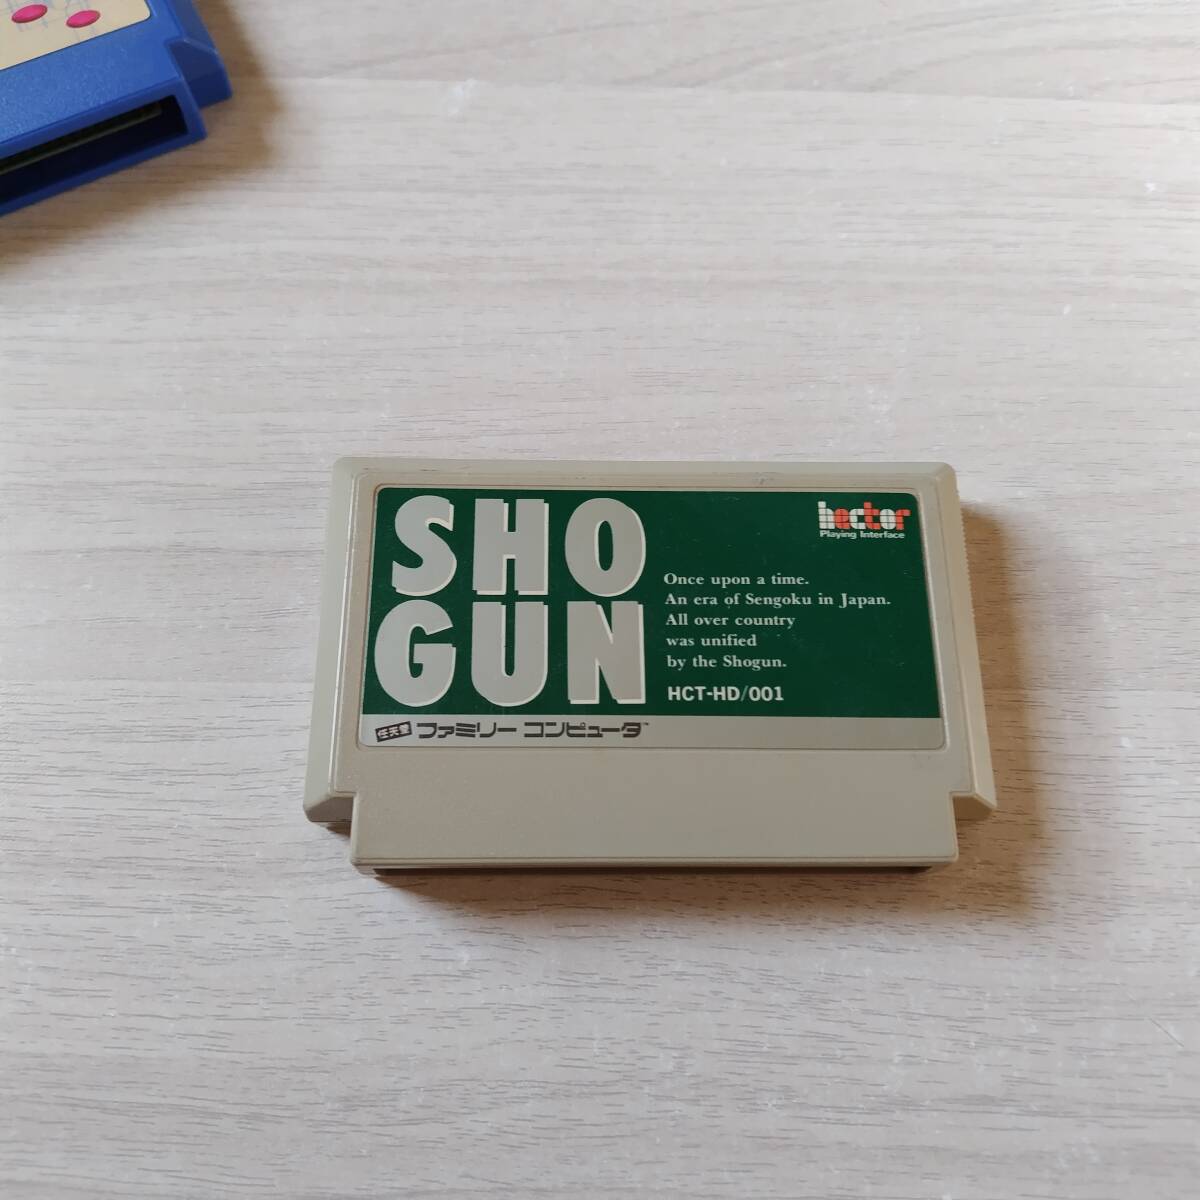 SHO
GUN
hector
Playing Interface
Once upon a time.
An era of Sengoku in Japan.
All over country
was unified
by the Shogun.
HCT-HD/001
任天堂 ファミリーコンピュータ™